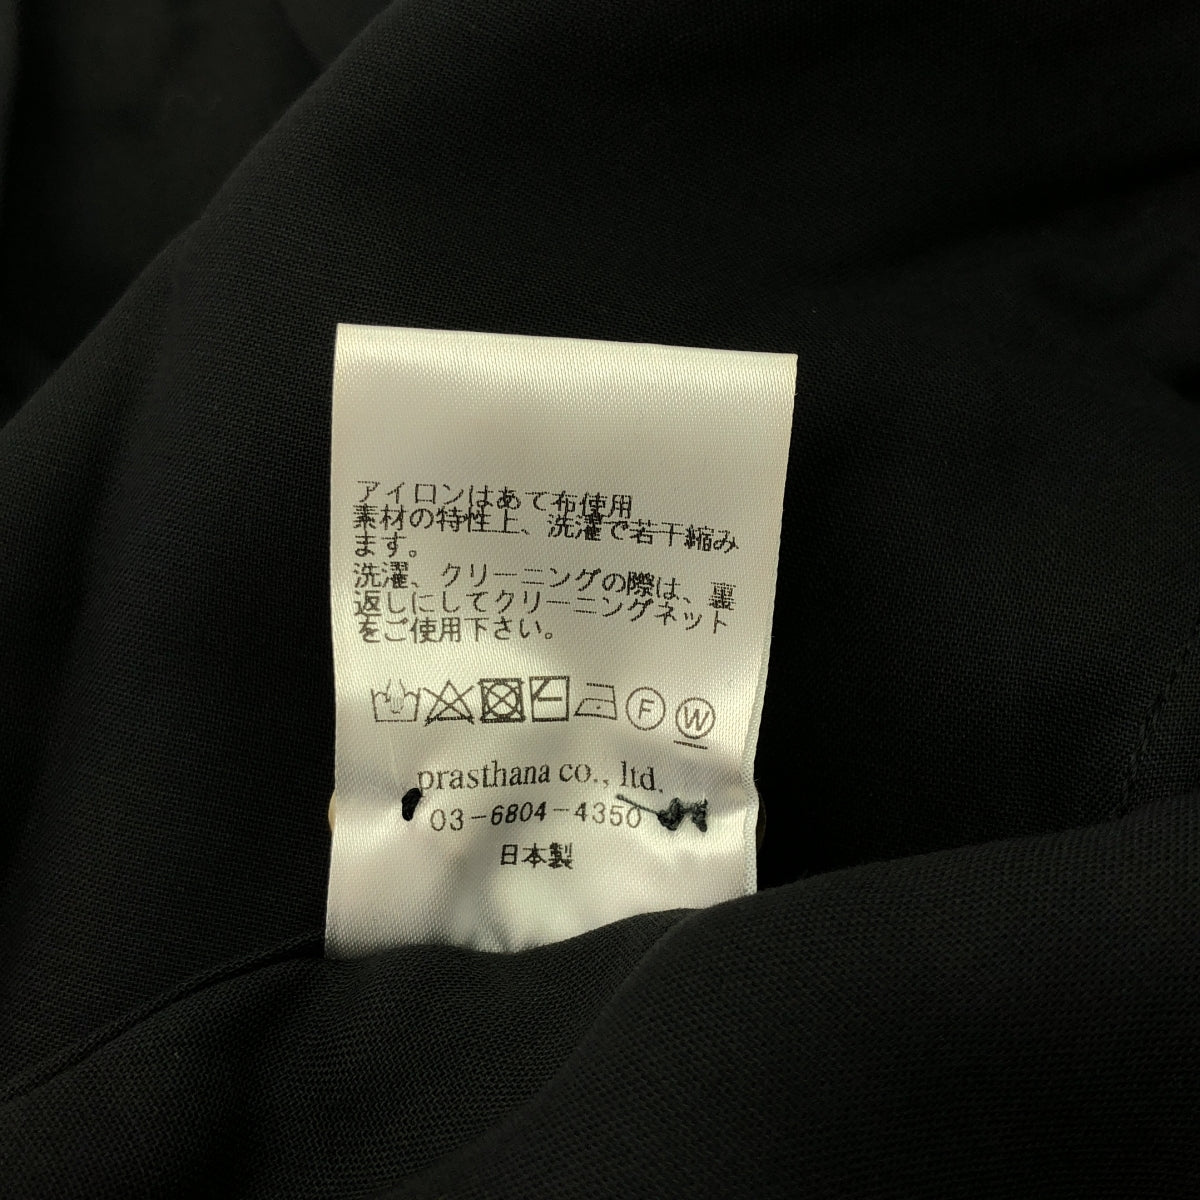 アイロンはあて布使用
素材の特性上、洗濯で若干縮み
ます。
洗濯、クリーニングの際は、裏
返しにしてクリーニングネット
をご使用下さい。
F W
prasthana co., ltd.
03-6804-4350
日本製